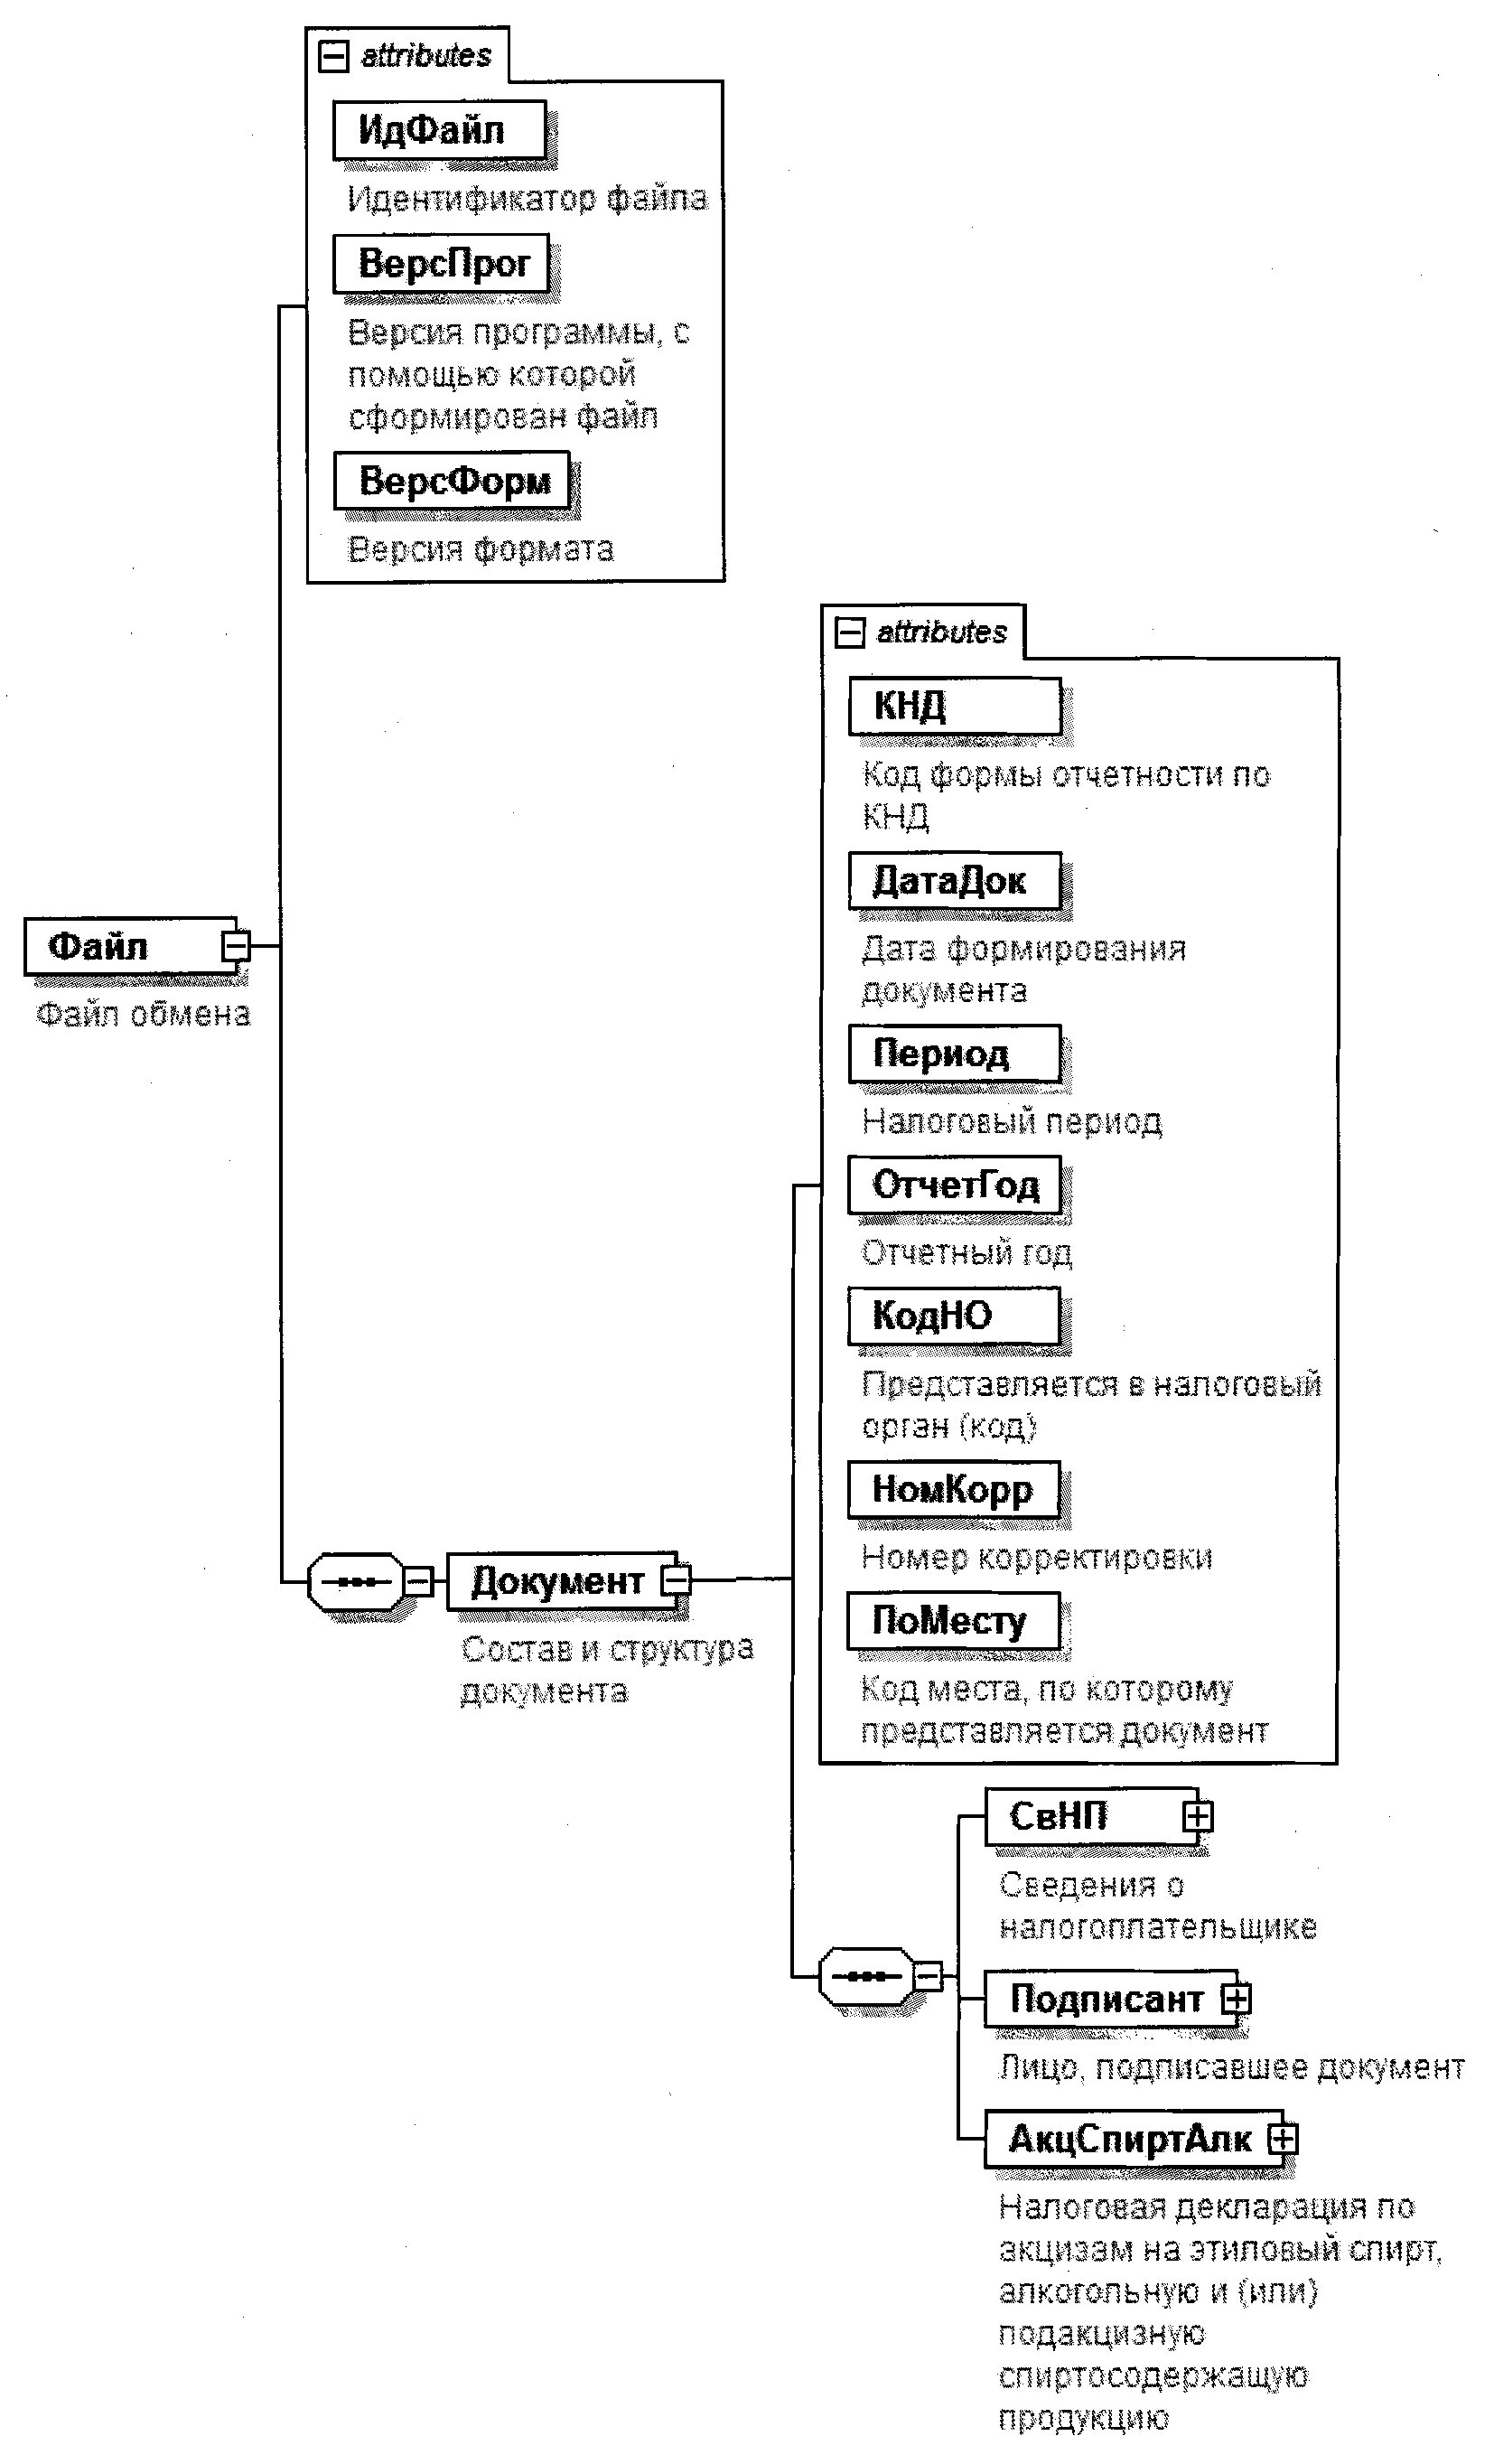 attributes
ИдФайл
Идентификатор файла
ВерсПрог
Версия программы, с
помощью которой
сформирован файл
ВерсФорм
Версия формата
Файл
Файл обмена
Документ
Состав и структура
документа
attributes
КНД
Код формы отчетности по
КНД
ДатаДок
Дата формирования
документа
Период
Налоговый период
ОтчетГод
Отчетный год
КодНО
Представляется в налоговый
орган (код)
НомКорр
Номер корректировки
ПоМесту
Код места, по которому
представляется документ
СвНП
Сведения о
налогоплательщике
Подписант
Лицо, подписавшее документ
АкцСпиртАлк
Налоговая декларация по
акцизам на этиловый спирт,
алкогольную и (или)
подакцизную
спиртосодержащую
продукцию